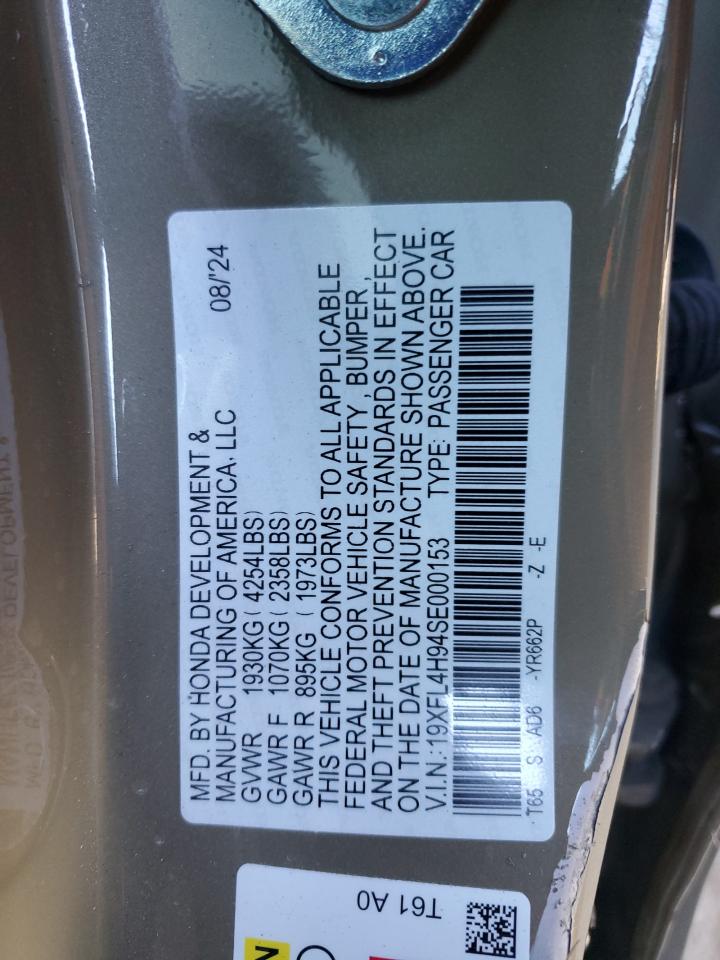 MFD. BY HONDA DEVELOPMENT &
MANUFACTURING OF AMERICA. LLC 08/'24
GVWR 1930KG ( 4254LBS)
GAWR F 1070KG ( 2358LBS)
GAWR R 895KG ( 1973LBS)
THIS VEHICLE CONFORMS TO ALL APPLICABLE
FEDERAL MOTOR VEHICLE SAFETY, BUMPER,
AND THEFT PREVENTION STANDARDS IN EFFECT
ON THE DATE OF MANUFACTURE SHOWN ABOVE.
V.I.N.: 19XFL4H94SE000153 TYPE: PASSENGER CAR
T65 S AD6 -YR662P -Z -E
T61 A0